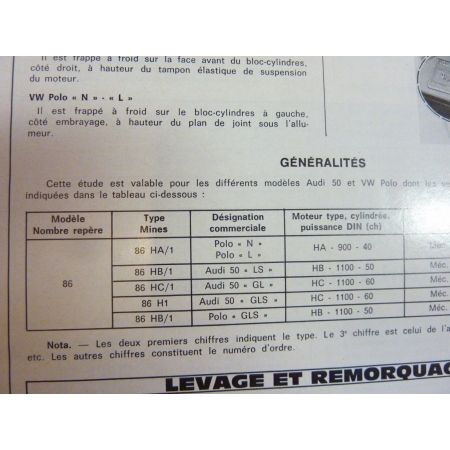 Il est frappé à froid sur la face avant du bloc-cylindres,
côté droit, à hauteur du tampon élastique de suspension
du moteur.
VW Polo « N » - « L »
Il est frappé à froid sur le bloc-cylindres à gauche,
côté embrayage, à hauteur du plan de joint sous l'allu-
meur.
GÉNÉRALITÉS
Cette étude est valable pour les différents modèles Audi 50 et VW Polo dont les
indiquées dans le tableau ci-dessous :
Modèle Type Désignation Moteur type, cylindrée,
Nombre repère Mines commerciale puissance DIN (ch)
86 HA/1 Polo « N » HA - 900 - 40 Méc.
Polo « L »
86 HB/1 Audi 50 « LS » HB - 1100 - 50 Méc.
86 86 HC/1 Audi 50 « GL » HC - 1100 - 60 Méc.
86 H1 Audi 50 « GLS » HC - 1100 - 60 Méc.
86 HB/1 Polo « GLS » HB - 1100 - 50 Méc.
Nota. — Les deux premiers chiffres indiquent le type. Le 3e chiffre est celui de l'a
etc. Les autres chiffres constituent le numéro d'ordre.
LEVAGE ET REMORQUA